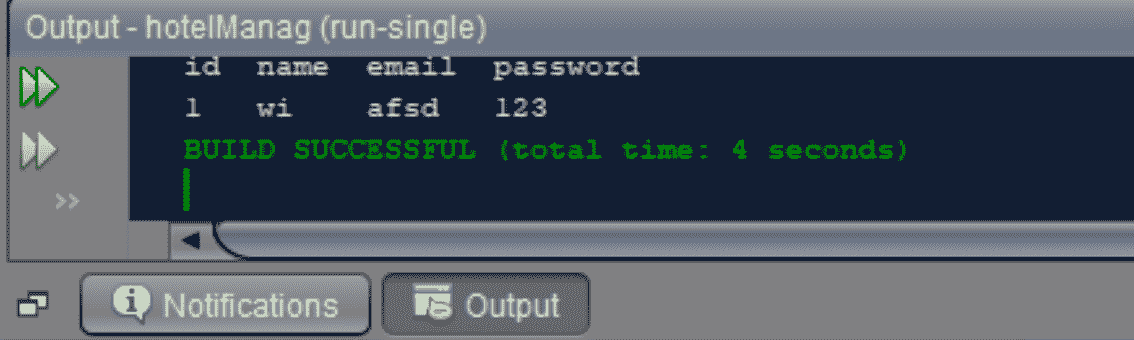 Output - hotelManag (run-single)
id name email password
1 wi afsd 123
BUILD SUCCESSFUL (total time: 4 seconds)
Notifications
Output